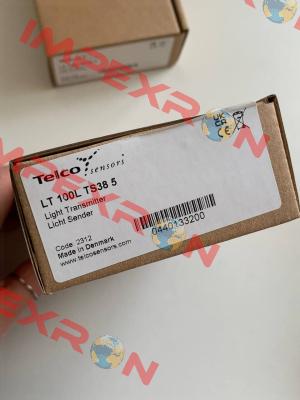 Telco sensors
LT 100L TS38 5
Light Transmitter
Licht Sender
0440133200
Code 2312
Made in Denmark
www.telcosensors.com
IMPEXRON
IMPEXRON